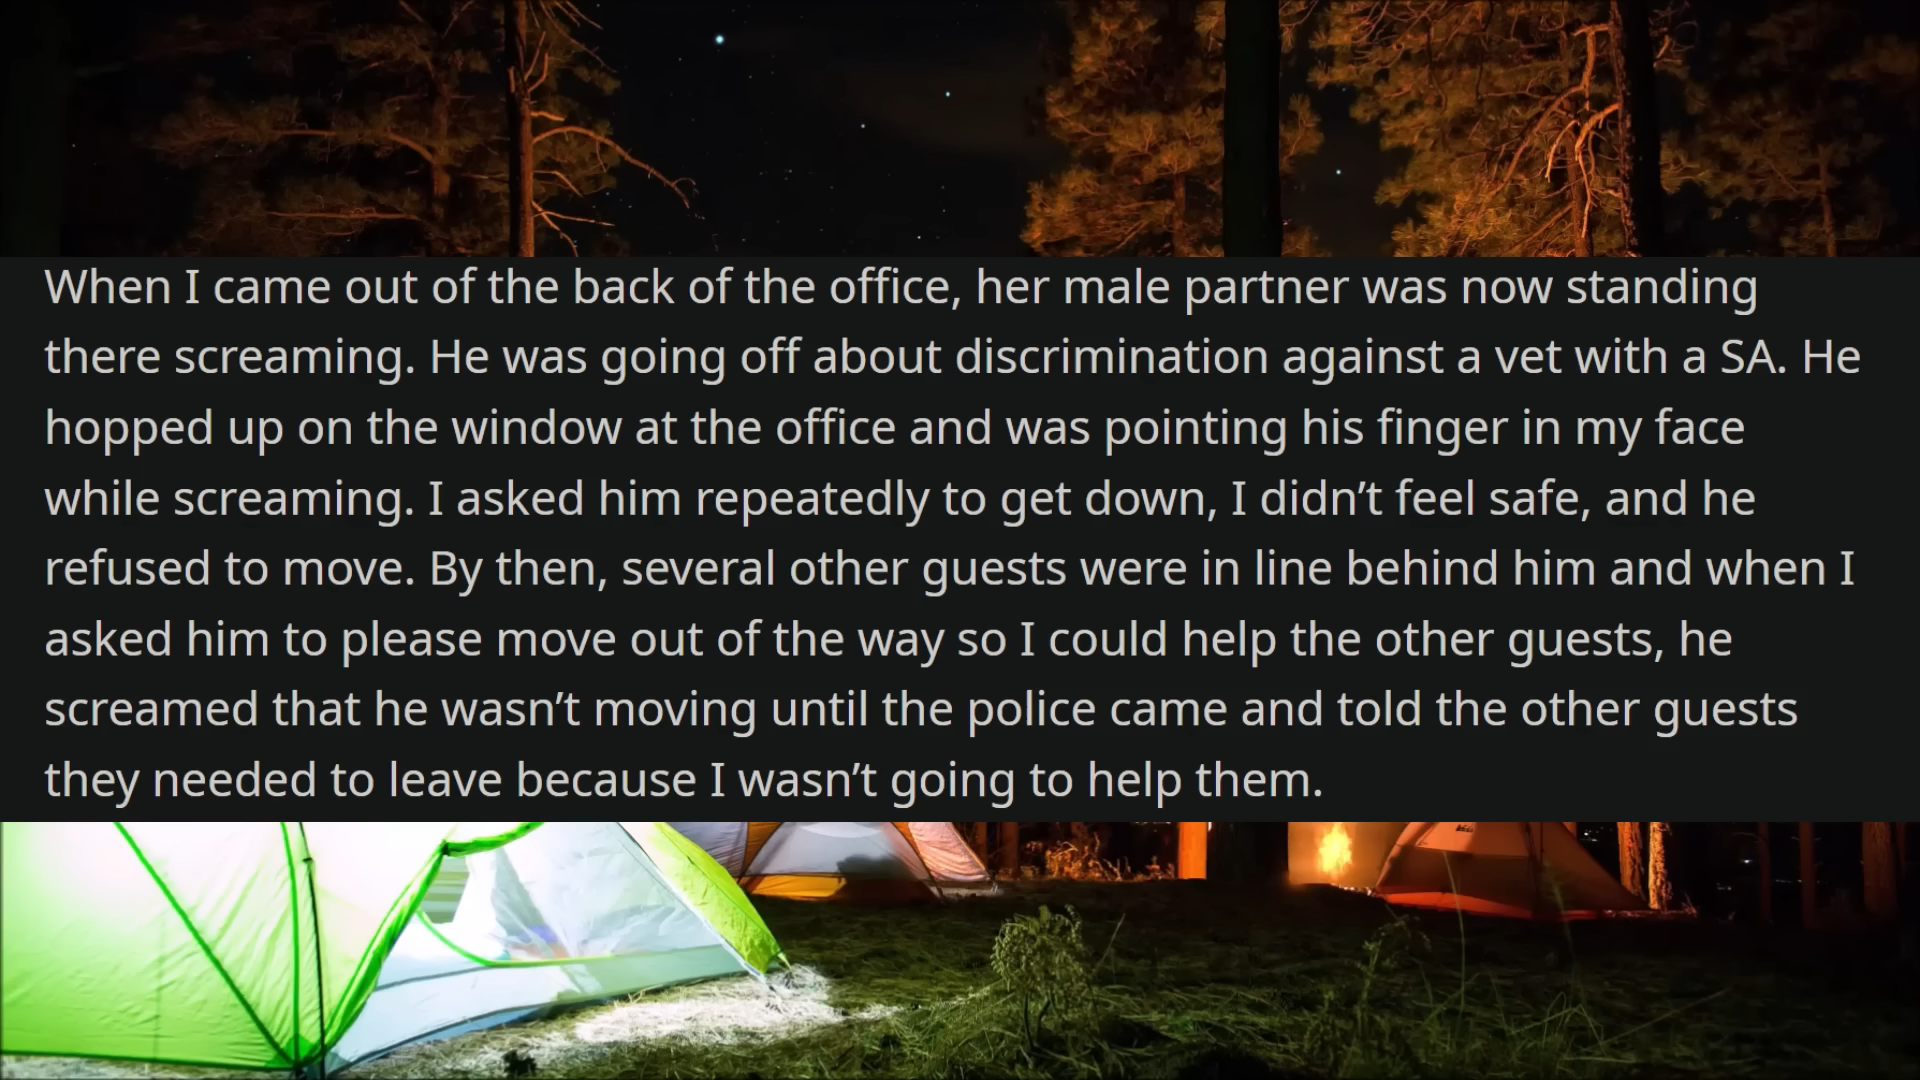 When I came out of the back of the office, her male partner was now standing
there screaming. He was going off about discrimination against a vet with a SA. He
hopped up on the window at the office and was pointing his finger in my face
while screaming. I asked him repeatedly to get down, I didn’t feel safe, and he
refused to move. By then, several other guests were in line behind him and when I
asked him to please move out of the way so I could help the other guests, he
screamed that he wasn’t moving until the police came and told the other guests
they needed to leave because I wasn’t going to help them.